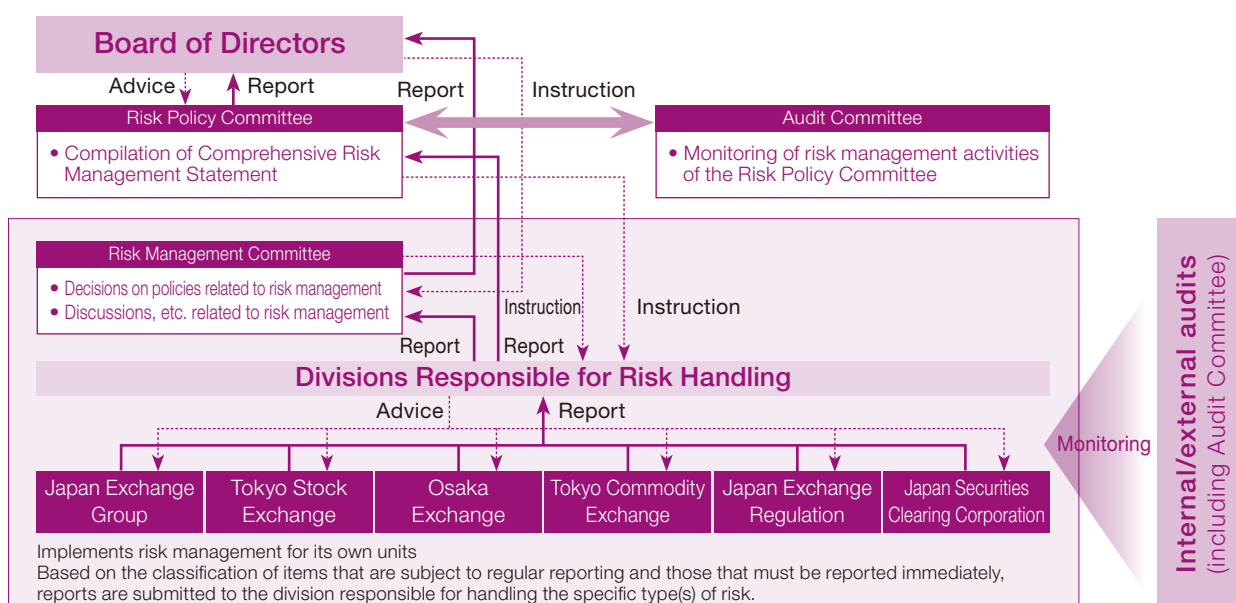 Board of Directors
Advice
Report
Report
Instruction
Risk Policy Committee
• Compilation of Comprehensive Risk
Management Statement
Audit Committee
• Monitoring of risk management activities
of the Risk Policy Committee
Risk Management Committee
• Decisions on policies related to risk management
• Discussions, etc. related to risk management
Instruction
Instruction
Report
Report
Divisions Responsible for Risk Handling
Advice
Report
Japan Exchange
Group
Tokyo Stock
Exchange
Osaka
Exchange
Tokyo Commodity
Exchange
Japan Exchange
Regulation
Japan Securities
Clearing Corporation
Implements risk management for its own units
Based on the classification of items that are subject to regular reporting and those that must be reported immediately,
reports are submitted to the division responsible for handling the specific type(s) of risk.
Monitoring
Internal/external audits
(including Audit Committee)